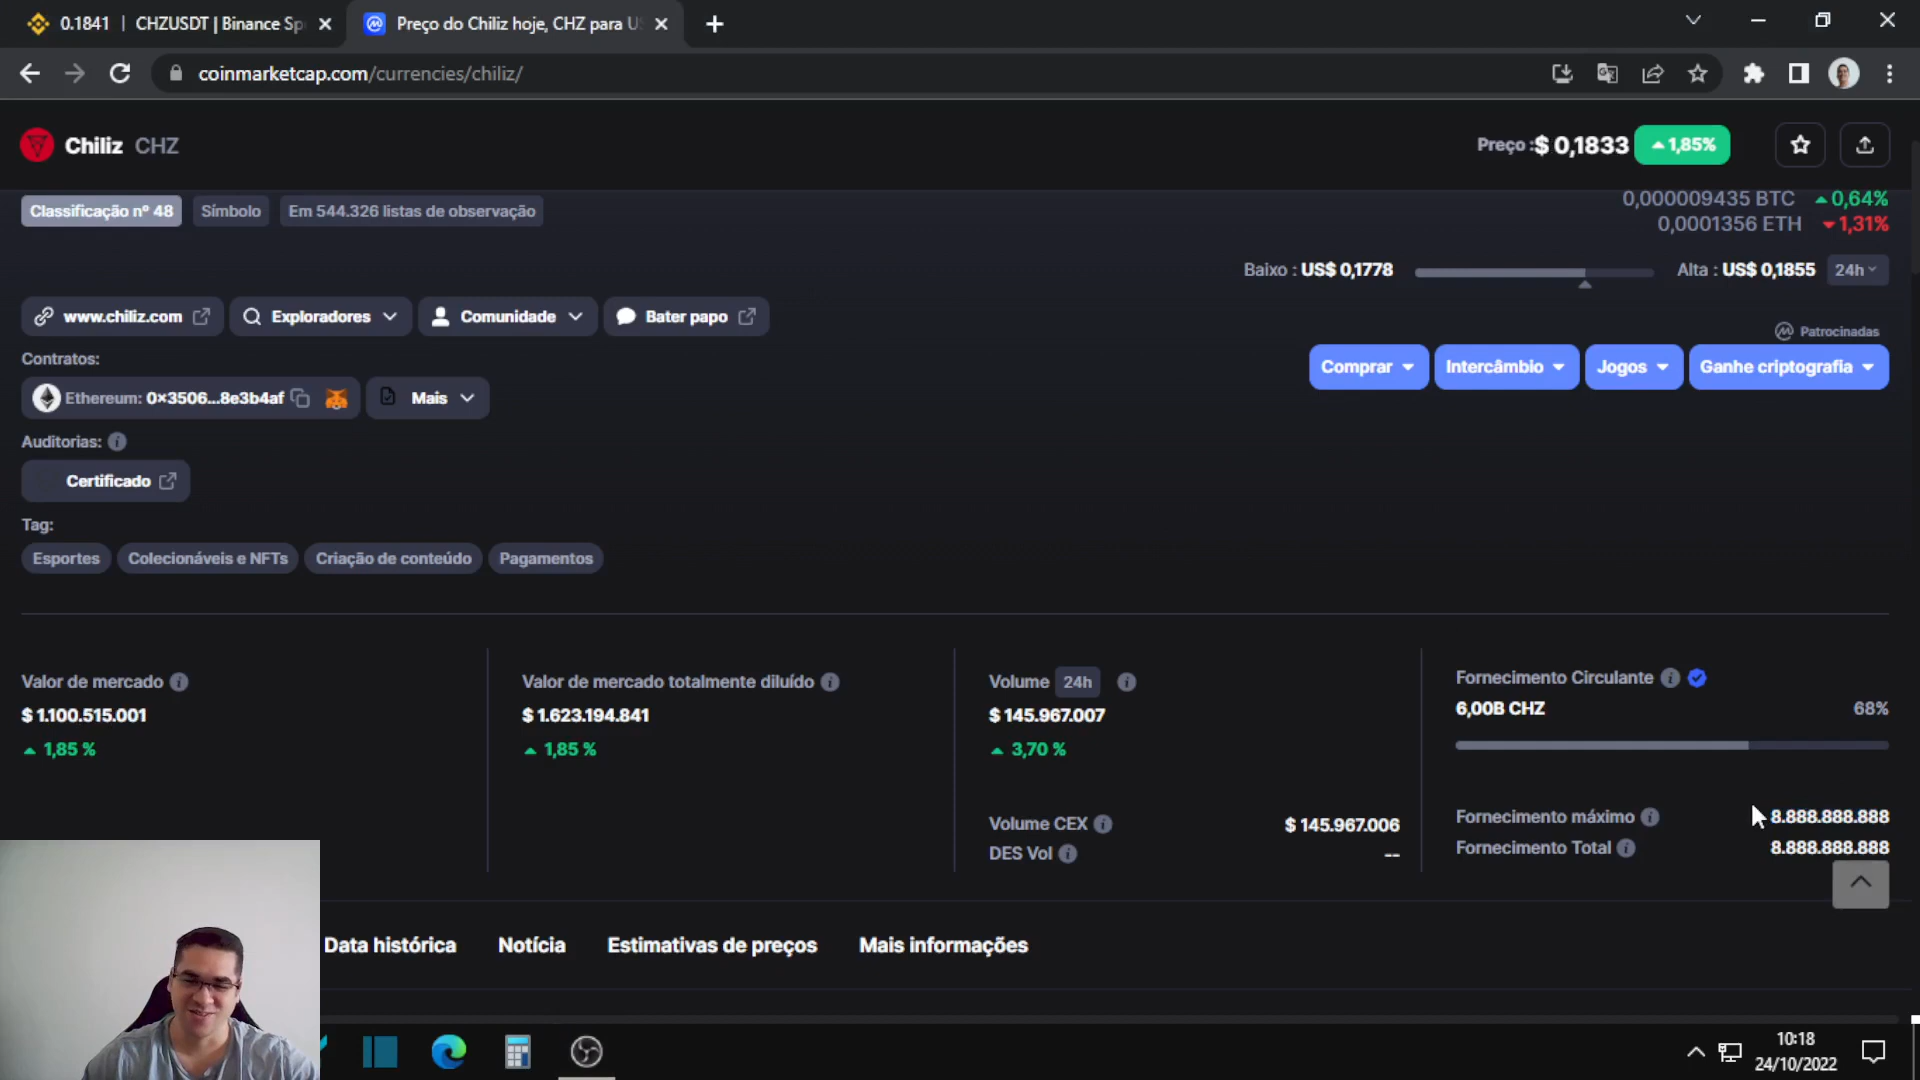 0.1841 | CHZUSDT | Binance Sp
Preço do Chiliz hoje, CHZ para U
coinmarketcap.com/currencies/chiliz/
Chiliz CHZ
Preço :$ 0,1833
1,85%
Classificação nº 48
Símbolo
Em 544.326 listas de observação
0,000009435 BTC 0,64%
0,0001356 ETH 1,31%
Baixo : US$ 0,1778
Alta : US$ 0,1855
24h
www.chiliz.com
Exploradores
Comunidade
Bater papo
Patrocinadas
Contratos:
Comprar
Intercâmbio
Jogos
Ganhe criptografia
Ethereum: 0x3506...8e3b4af
Mais
Auditorias:
Certificado
Tag:
Esportes
Colecionáveis e NFTs
Criação de conteúdo
Pagamentos
Valor de mercado
$ 1.100.515.001
1,85 %
Valor de mercado totalmente diluído
$ 1.623.194.841
1,85 %
Volume 24h
$ 145.967.007
3,70 %
Volume CEX $ 145.967.006
DES Vol --
Fornecimento Circulante
6,00B CHZ 68%
Fornecimento máximo 8.888.888.888
Fornecimento Total 8.888.888.888
Data histórica
Notícia
Estimativas de preços
Mais informações
10:18
24/10/2022